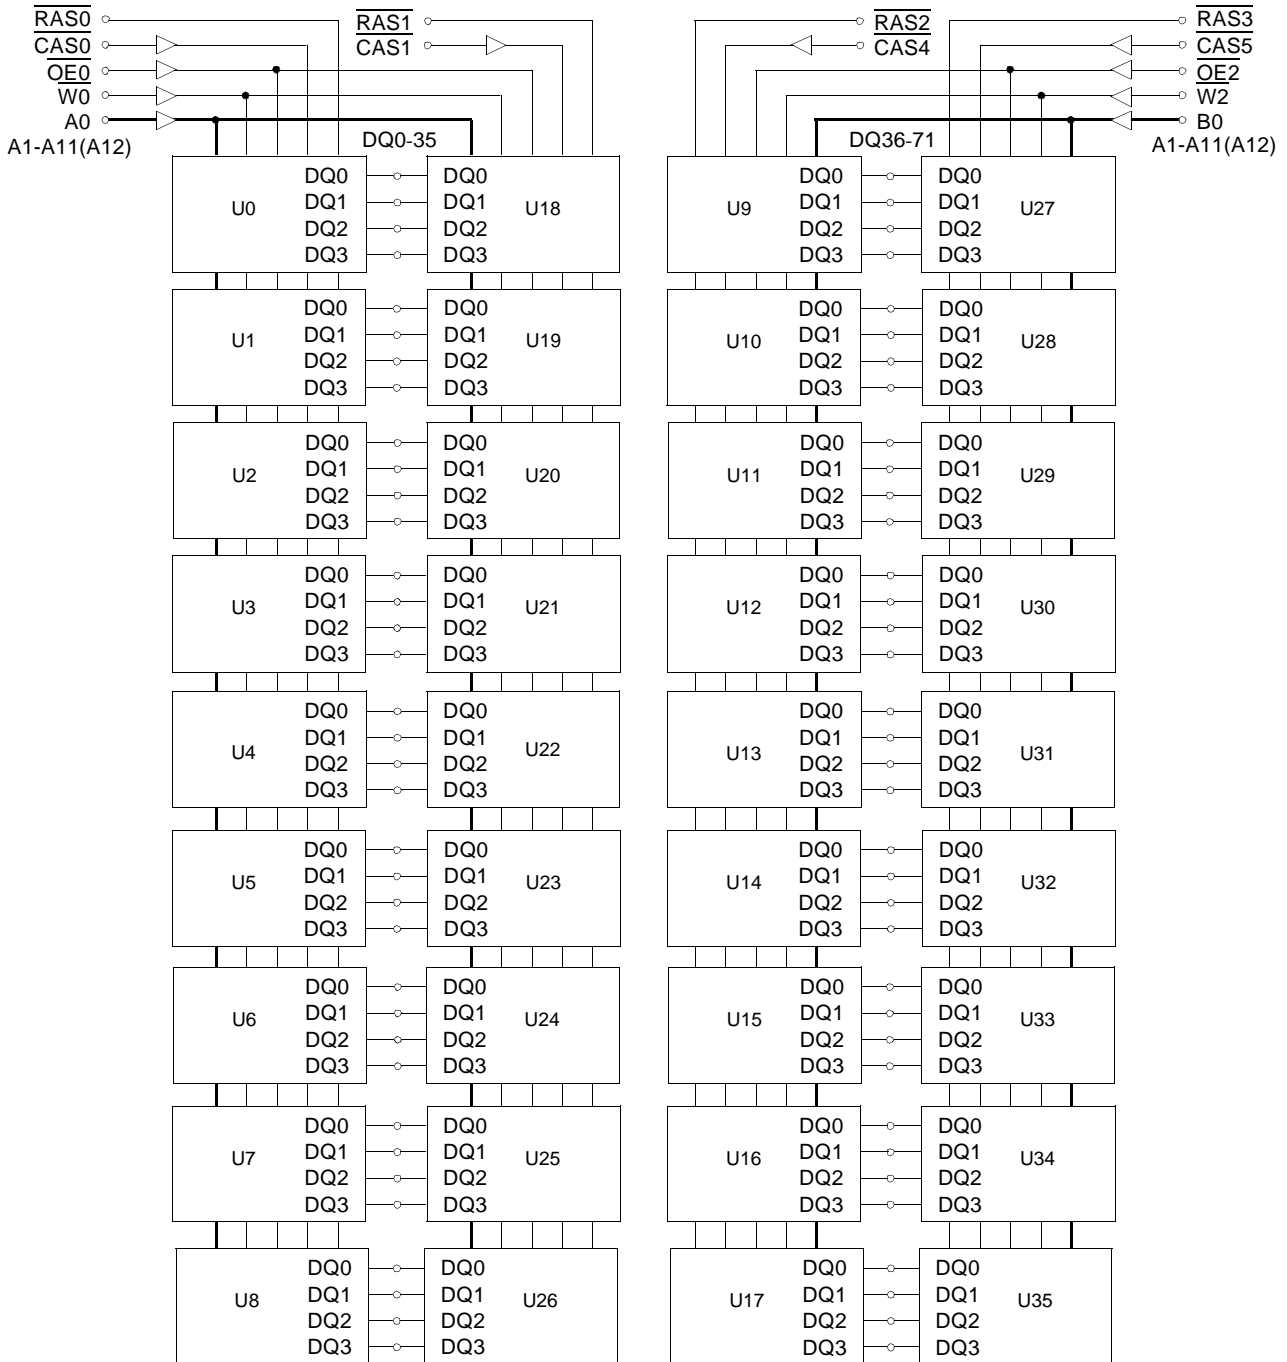 RAS0 RAS1 RAS2 RAS3
CAS0 CAS1 CAS4 CAS5
OE0 OE2
W0 W2
A0 B0
A1-A11(A12) DQ0-35 DQ36-71 A1-A11(A12)
DQ0 DQ0 DQ0 DQ0
DQ1 DQ1 DQ1 DQ1
U0 U18 U9 U27
DQ2 DQ2 DQ2 DQ2
DQ3 DQ3 DQ3 DQ3
DQ0 DQ0 DQ0 DQ0
U1 DQ1 DQ1 U19 U10 DQ1 DQ1 U28
DQ2 DQ2 DQ2 DQ2
DQ3 DQ3 DQ3 DQ3
DQ0 DQ0 DQ0 DQ0
U2 DQ1 DQ1 U20 U11 DQ1 DQ1 U29
DQ2 DQ2 DQ2 DQ2
DQ3 DQ3 DQ3 DQ3
DQ0 DQ0 DQ0 DQ0
U3 DQ1 DQ1 U21 U12 DQ1 DQ1 U30
DQ2 DQ2 DQ2 DQ2
DQ3 DQ3 DQ3 DQ3
DQ0 DQ0 DQ0 DQ0
DQ1 DQ1 DQ1 DQ1
U4 U22 U13 U31
DQ2 DQ2 DQ2 DQ2
DQ3 DQ3 DQ3 DQ3
DQ0 DQ0 DQ0 DQ0
U5 DQ1 DQ1 U23 U14 DQ1 DQ1 U32
DQ2 DQ2 DQ2 DQ2
DQ3 DQ3 DQ3 DQ3
DQ0 DQ0 DQ0 DQ0
U6 DQ1 DQ1 U24 U15 DQ1 DQ1 U33
DQ2 DQ2 DQ2 DQ2
DQ3 DQ3 DQ3 DQ3
DQ0 DQ0 DQ0 DQ0
U7 DQ1 DQ1 U25 U16 DQ1 DQ1 U34
DQ2 DQ2 DQ2 DQ2
DQ3 DQ3 DQ3 DQ3
DQ0 DQ0 DQ0 DQ0
U8 DQ1 DQ1 U26 U17 DQ1 DQ1 U35
DQ2 DQ2 DQ2 DQ2
DQ3 DQ3 DQ3 DQ3